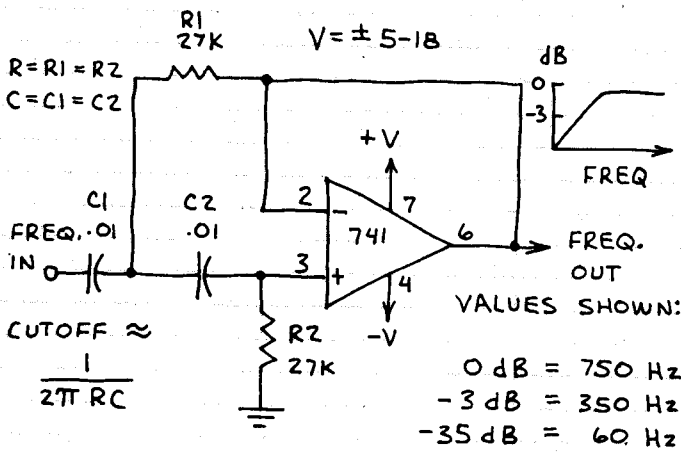 R1
27K
V = ± 5-18
R=R1=R2
C=C1=C2
dB
0
-3
FREQ
+V
2
-
7
741
6
3
+
4
-V
C1
.01
C2
.01
FREQ.
IN
FREQ.
OUT
R2
27K
CUTOFF ≈
1
2π RC
VALUES SHOWN:
0 dB = 750 Hz
-3 dB = 350 Hz
-35 dB = 60 Hz